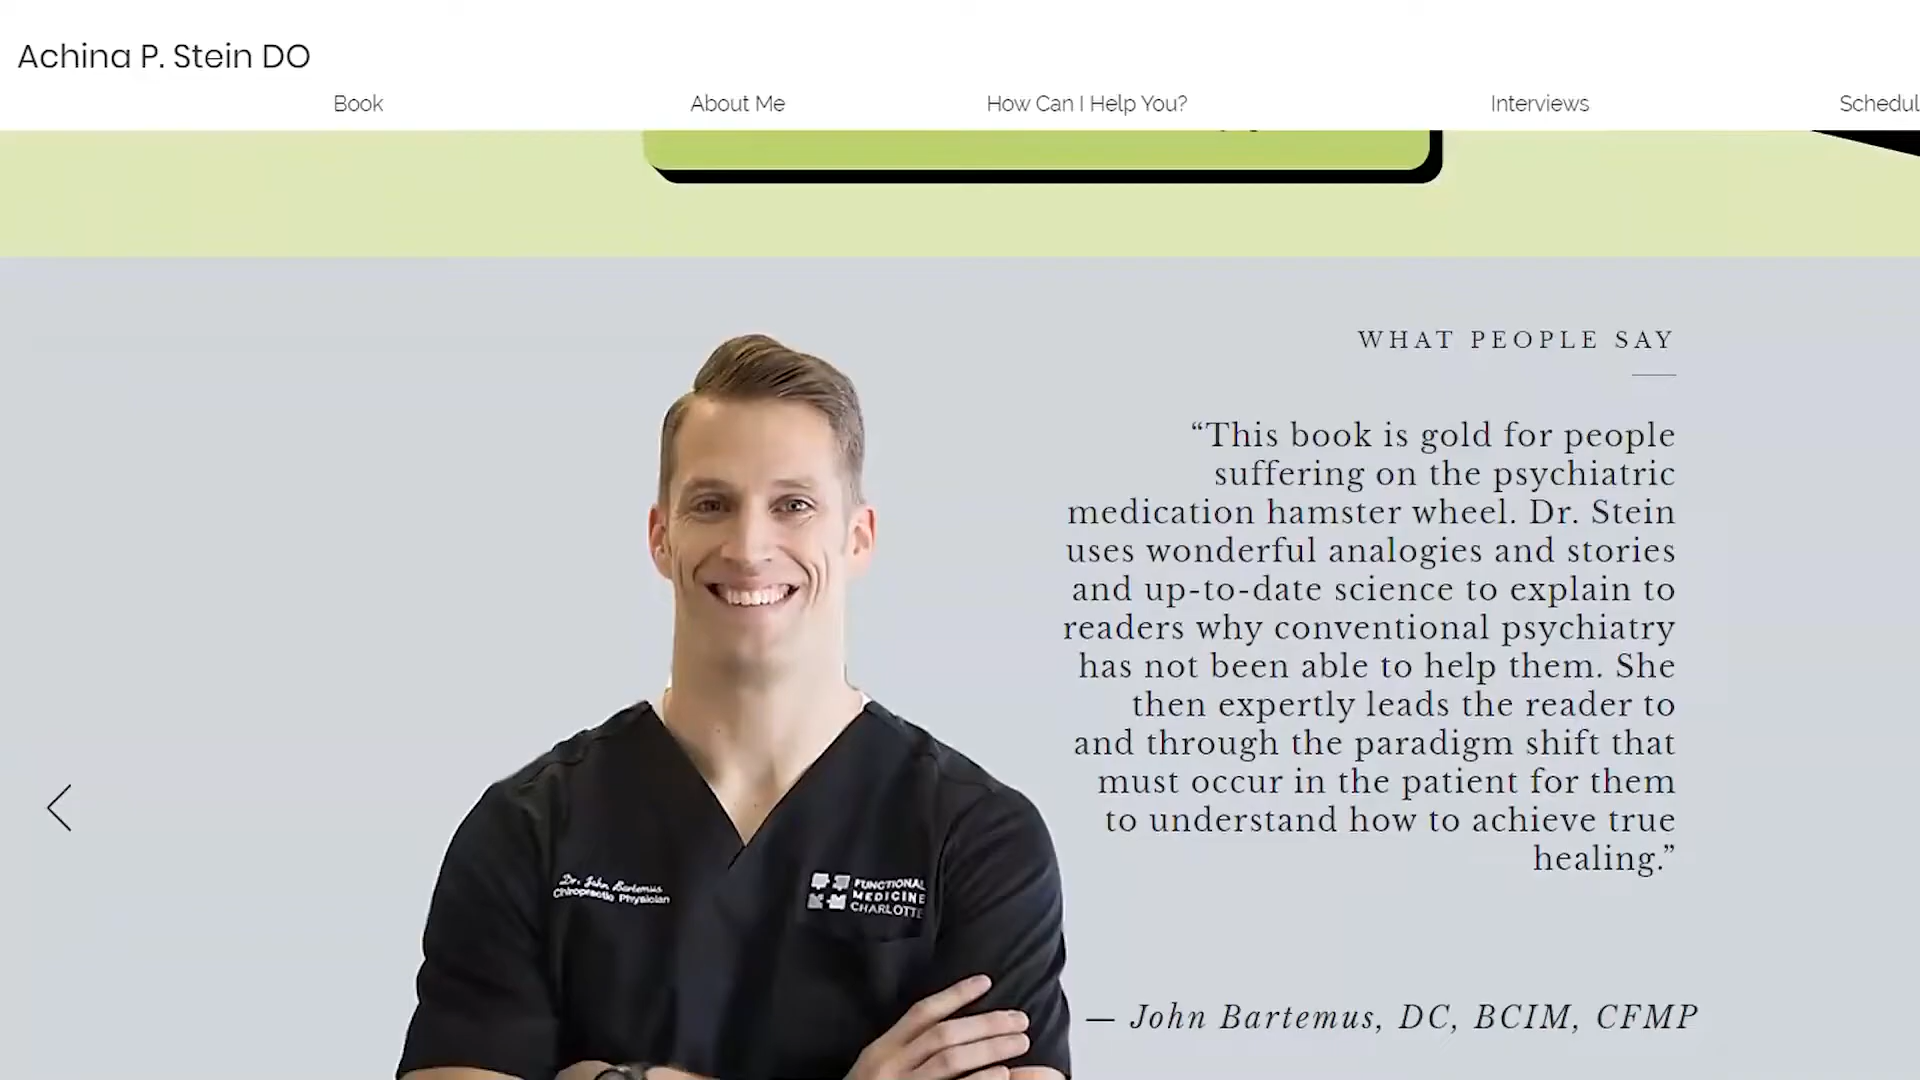 Achina P. Stein DO
Book
About Me
How Can I Help You?
Interviews
Schedul
WHAT PEOPLE SAY
“This book is gold for people
suffering on the psychiatric
medication hamster wheel. Dr. Stein
uses wonderful analogies and stories
and up-to-date science to explain to
readers why conventional psychiatry
has not been able to help them. She
then expertly leads the reader to
and through the paradigm shift that
must occur in the patient for them
to understand how to achieve true
healing.”
— John Bartemus, DC, BCIM, CFMP
Dr. John Bartemus
Chiropractic Physician
FUNCTIONAL
MEDICINE
CHARLOTTE